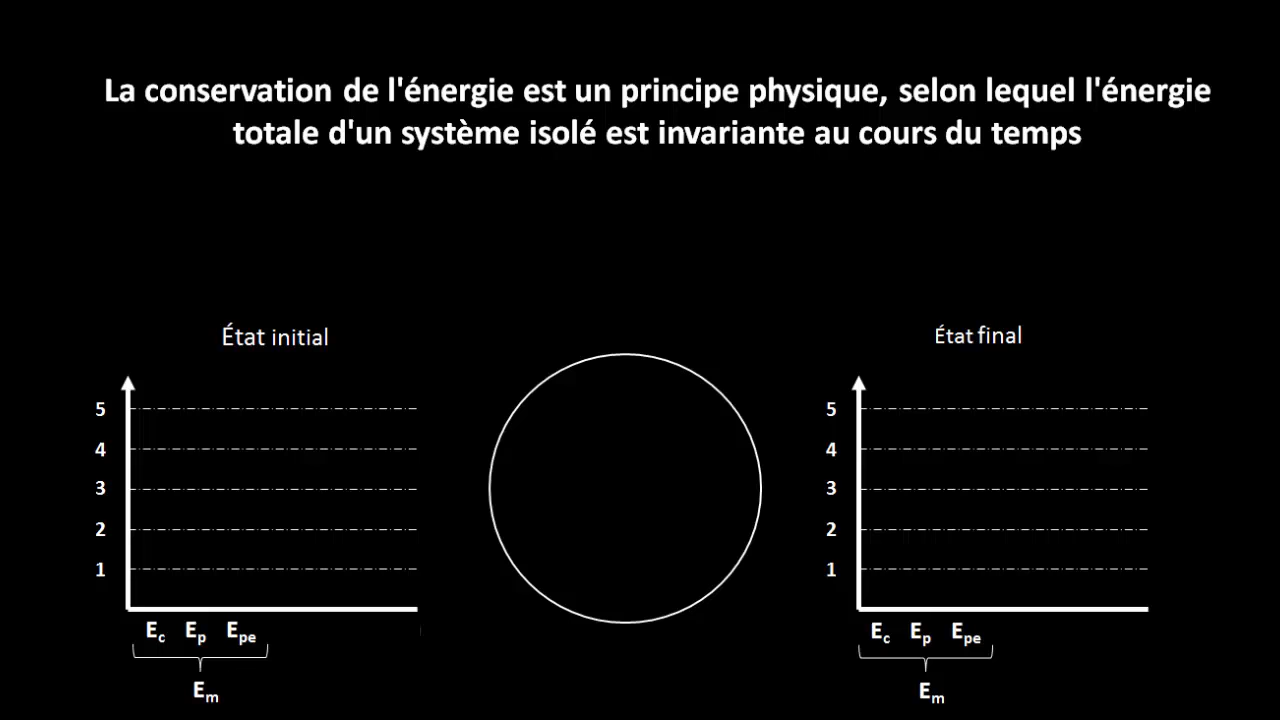 La conservation de l'énergie est un principe physique, selon lequel l'énergie
totale d'un système isolé est invariante au cours du temps
État initial
5
4
3
2
1
Ec Ep Epe
Em
État final
5
4
3
2
1
Ec Ep Epe
Em